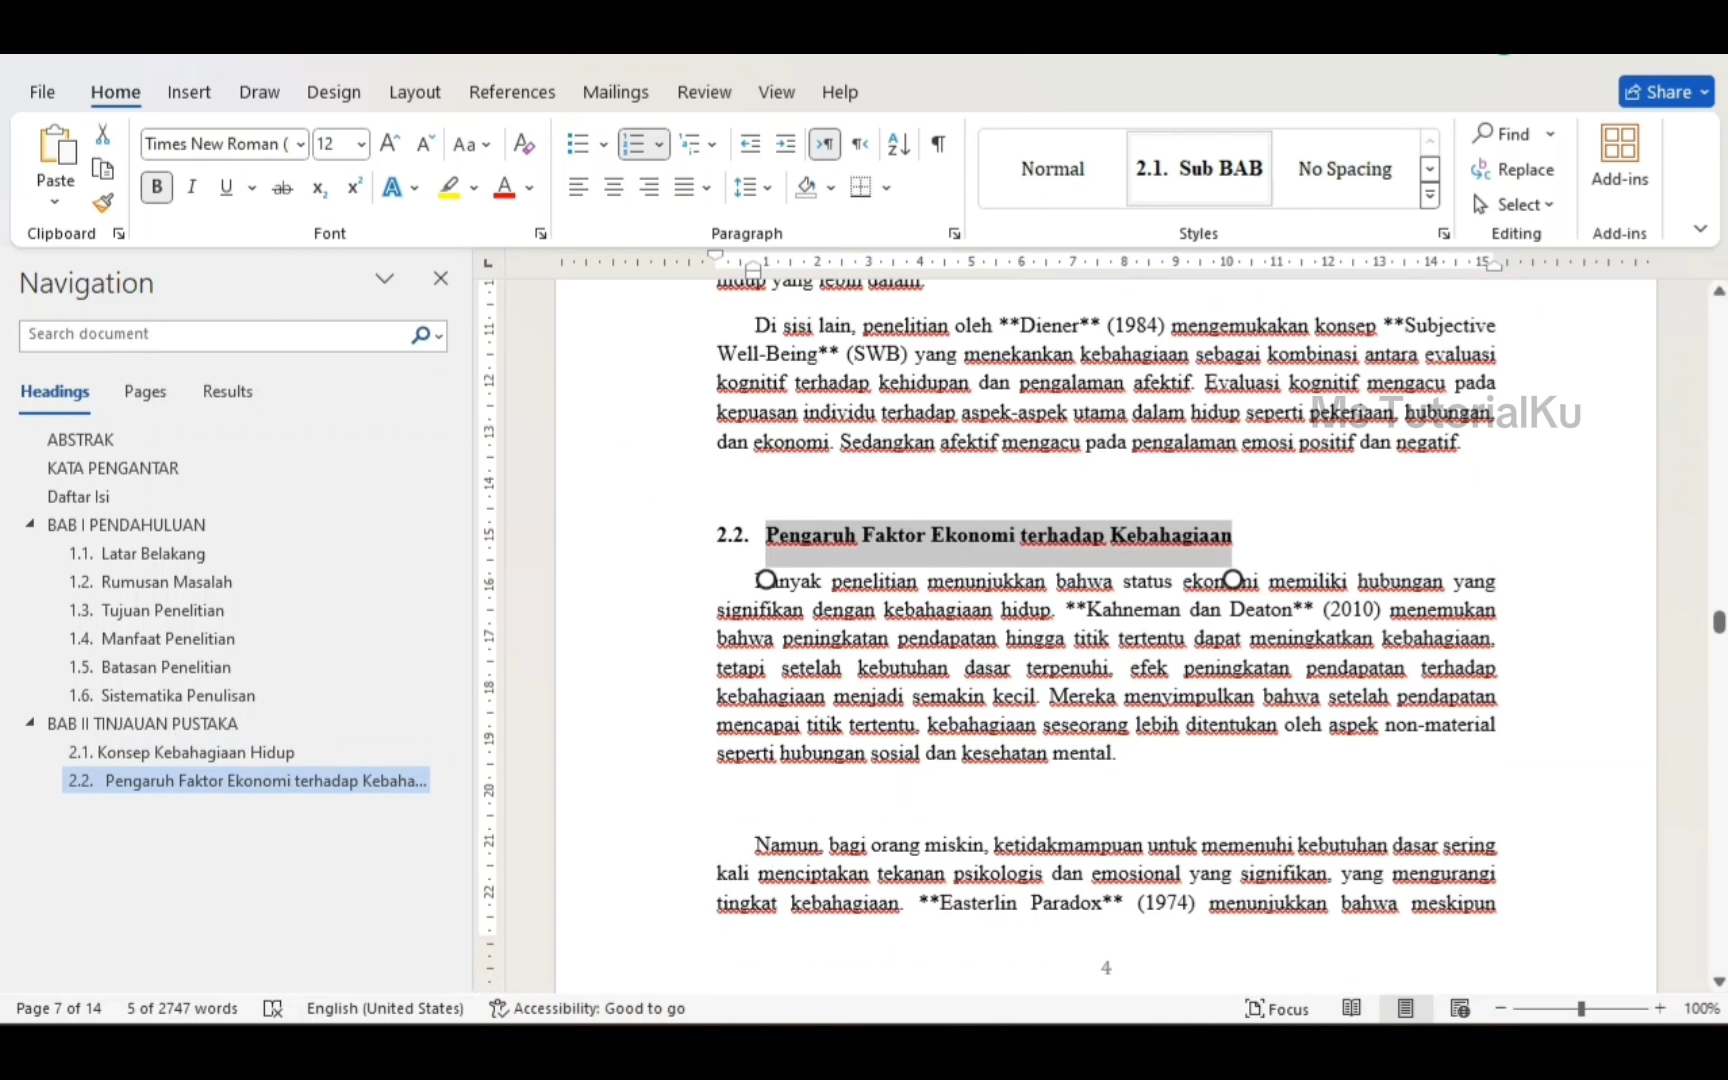 File Home Insert Draw Design Layout References Mailings Review View Help Share
Times New Roman ( 12 Aa
Paste
B I U ab x₂ x² A A
Normal 2.1. Sub BAB No Spacing
Find
Replace
Select
Add-ins
Clipboard Font Paragraph Styles Editing Add-ins
Navigation
Search document
Headings Pages Results
ABSTRAK
KATA PENGANTAR
Daftar Isi
BAB I PENDAHULUAN
1.1. Latar Belakang
1.2. Rumusan Masalah
1.3. Tujuan Penelitian
1.4. Manfaat Penelitian
1.5. Batasan Penelitian
1.6. Sistematika Penulisan
BAB II TINJAUAN PUSTAKA
2.1. Konsep Kebahagiaan Hidup
2.2. Pengaruh Faktor Ekonomi terhadap Kebaha...
hidup yang lebih dalam.
Di sisi lain, penelitian oleh **Diener** (1984) mengemukakan konsep **Subjective
Well-Being** (SWB) yang menekankan kebahagiaan sebagai kombinasi antara evaluasi
kognitif terhadap kehidupan dan pengalaman afektif. Evaluasi kognitif mengacu pada
kepuasan individu terhadap aspek-aspek utama dalam hidup seperti pekerjaan, hubungan,
dan ekonomi. Sedangkan afektif mengacu pada pengalaman emosi positif dan negatif.
Ms TutorialKu
2.2. Pengaruh Faktor Ekonomi terhadap Kebahagiaan
Banyak penelitian menunjukkan bahwa status ekonomi memiliki hubungan yang
signifikan dengan kebahagiaan hidup. **Kahneman dan Deaton** (2010) menemukan
bahwa peningkatan pendapatan hingga titik tertentu dapat meningkatkan kebahagiaan,
tetapi setelah kebutuhan dasar terpenuhi, efek peningkatan pendapatan terhadap
kebahagiaan menjadi semakin kecil. Mereka menyimpulkan bahwa setelah pendapatan
mencapai titik tertentu, kebahagiaan seseorang lebih ditentukan oleh aspek non-material
seperti hubungan sosial dan kesehatan mental.
Namun, bagi orang miskin, ketidakmampuan untuk memenuhi kebutuhan dasar sering
kali menciptakan tekanan psikologis dan emosional yang signifikan, yang mengurangi
tingkat kebahagiaan. **Easterlin Paradox** (1974) menunjukkan bahwa meskipun
4
Page 7 of 14 5 of 2747 words English (United States) Accessibility: Good to go Focus 100%